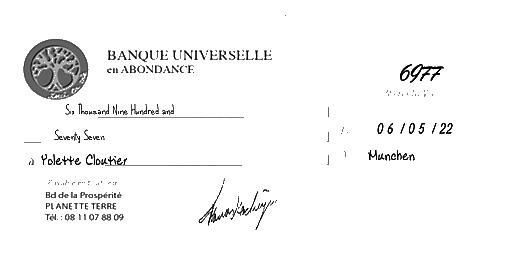 BANQUE UNIVERSELLE
en ABONDANCE
6977
Six Thousand Nine Hundred and
Seventy Seven
06/05/22
à Yolette Cloutier
Munchen
Bd de la Prospérité
PLANETTE TERRE
Tél. : 08 11 07 88 09